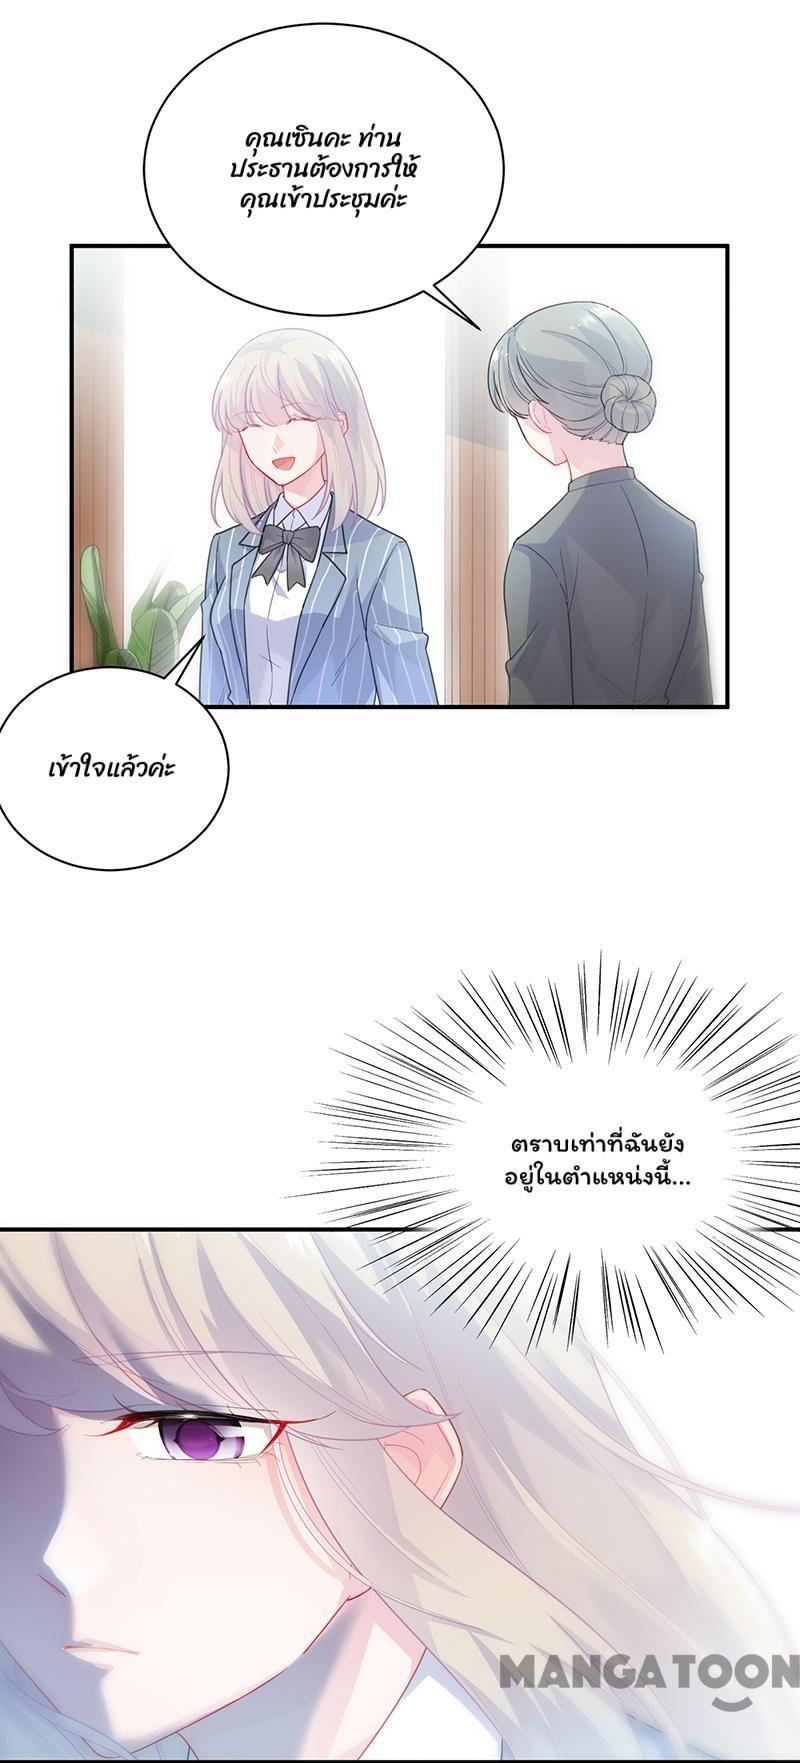 คุณเซินคะ ท่าน
ประธานต้องการให้
คุณเข้าประชุมค่ะ
เข้าใจแล้วค่ะ
ตราบเท่าที่ฉันยัง
อยู่ในตำแหน่งนี้...
MANGATOON